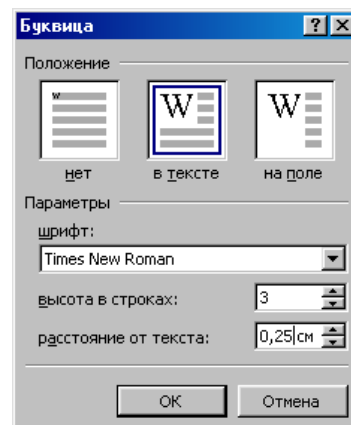 Буквица
Положение
w W W
нет в тексте на поле
Параметры
шрифт:
Times New Roman
высота в строках: 3
расстояние от текста: 0,25 см
ОК Отмена